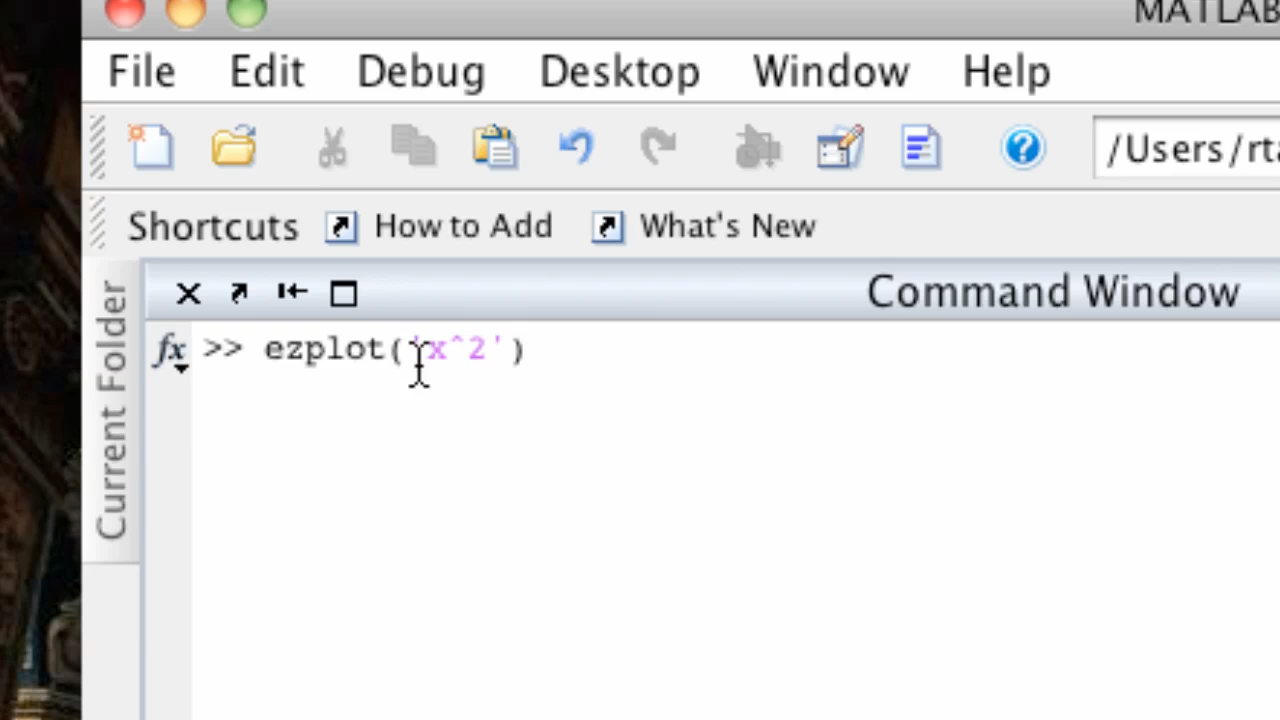 MATLAB
File Edit Debug Desktop Window Help
/Users/rta
Shortcuts How to Add What's New
Current Folder
Command Window
fx >> ezplot('x^2')